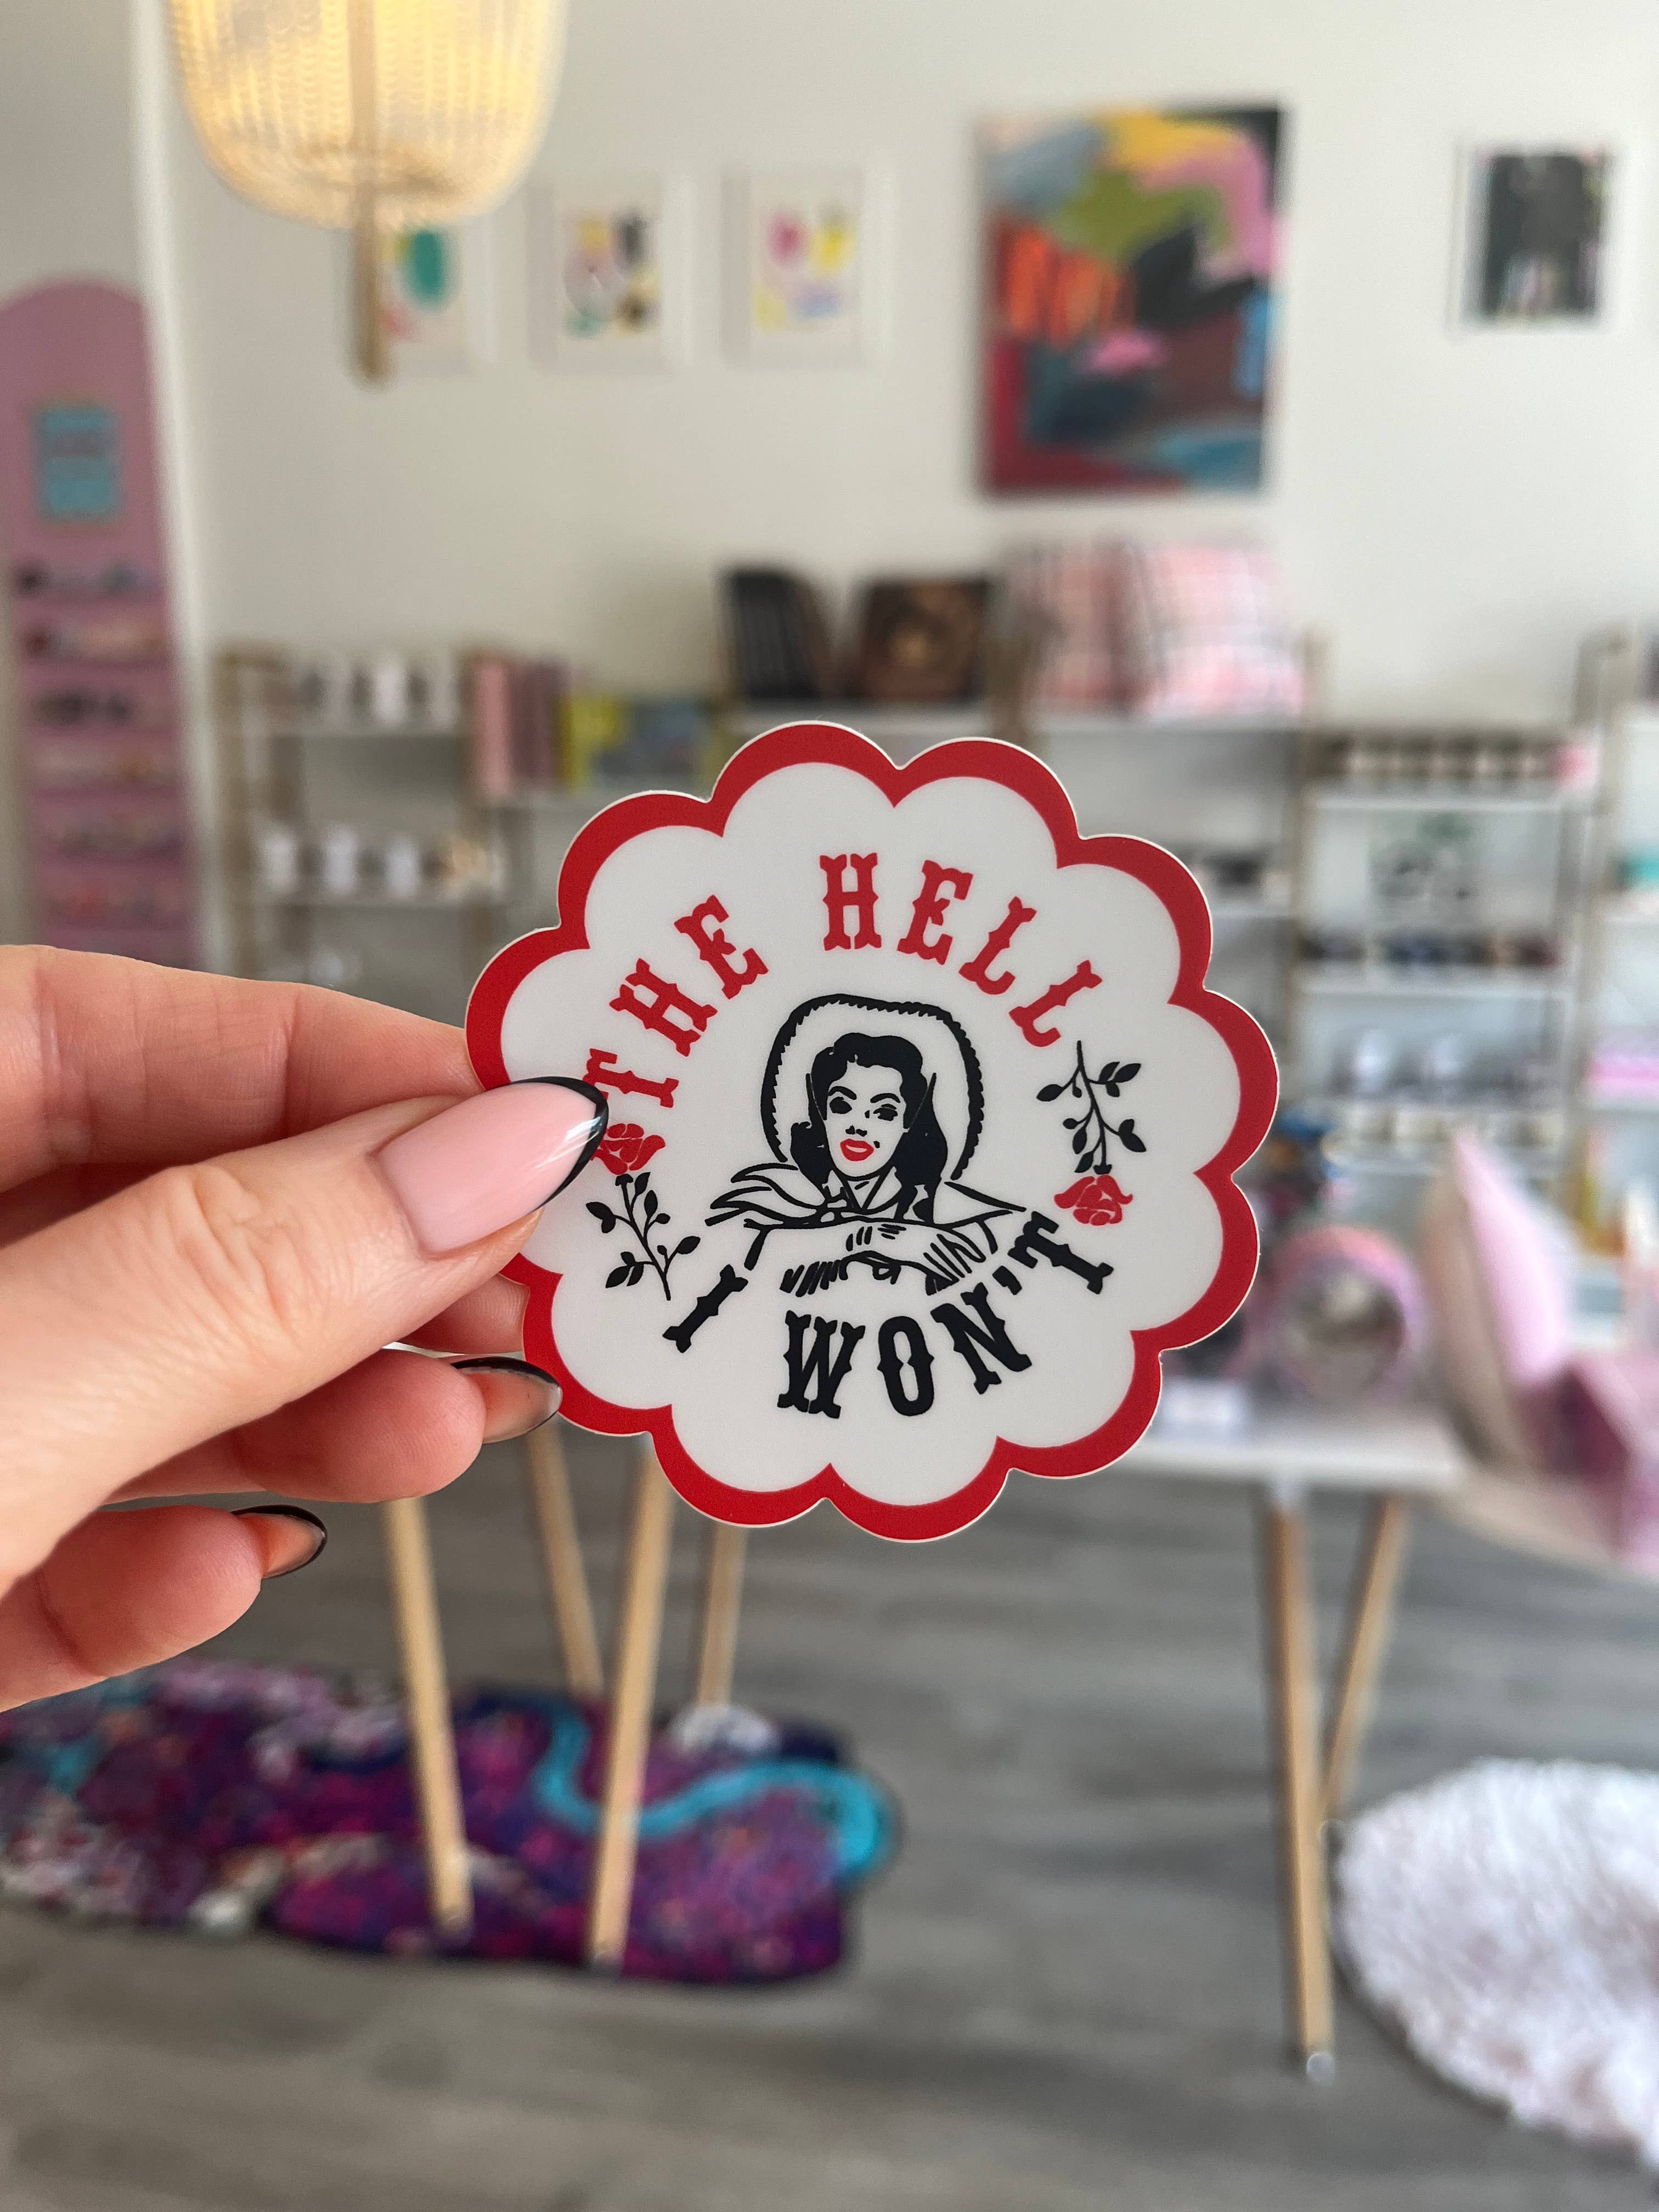 THE HELL
I WON'T